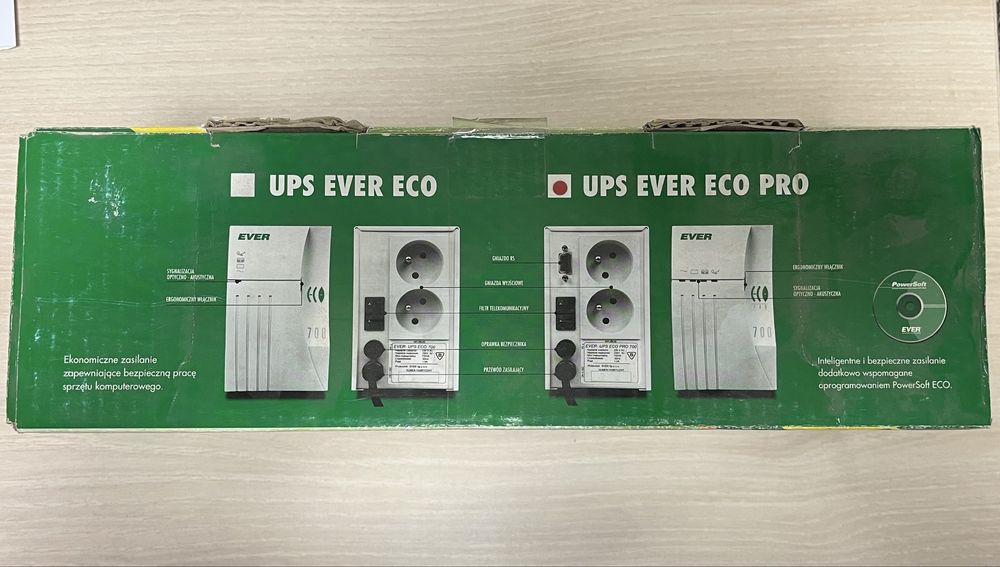 UPS EVER ECO
UPS EVER ECO PRO
EVER
SYGNALIZACJA
OPTYCZNO - AKUSTYCZNA
ERGONOMICZNY WŁĄCZNIK
ECO
700
GNIAZDO RS
GNIAZDA WYJŚCIOWE
FILTR TELEKOMUNIKACYJNY
OPRAWKA BEZPIECZNIKA
PRZEWÓD ZASILAJĄCY
EVER UPS ECO 700
EVER UPS ECO PRO 700
EVER
ECO
700
ERGONOMICZNY WŁĄCZNIK
SYGNALIZACJA
OPTYCZNO - AKUSTYCZNA
PowerSoft
EVER
Ekonomiczne zasilanie
zapewniające bezpieczną pracę
sprzętu komputerowego.
Inteligentne i bezpieczne zasilanie
dodatkowo wspomagane
oprogramowaniem PowerSoft ECO.